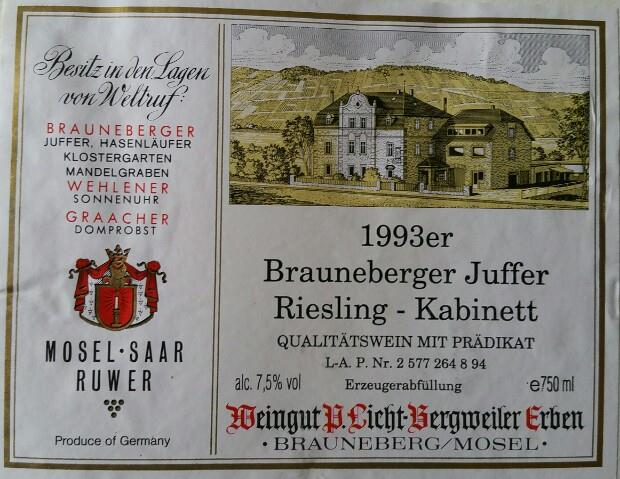 Besitz in den Lagen
von Weltruf:
BRAUNEBERGER
JUFFER, HASENLÄUFER
KLOSTERGARTEN
MANDELGRABEN
WEHLENER
SONNENUHR
GRAACHER
DOMPROBST
MOSEL·SAAR
RUWER
Produce of Germany
1993er
Brauneberger Juffer
Riesling - Kabinett
QUALITÄTSWEIN MIT PRÄDIKAT
L-A. P. Nr. 2 577 264 8 94
alc. 7,5% vol Erzeugerabfüllung ℮750 ml
Weingut P. Licht-Bergweiler Erben
· BRAUNEBERG/MOSEL ·